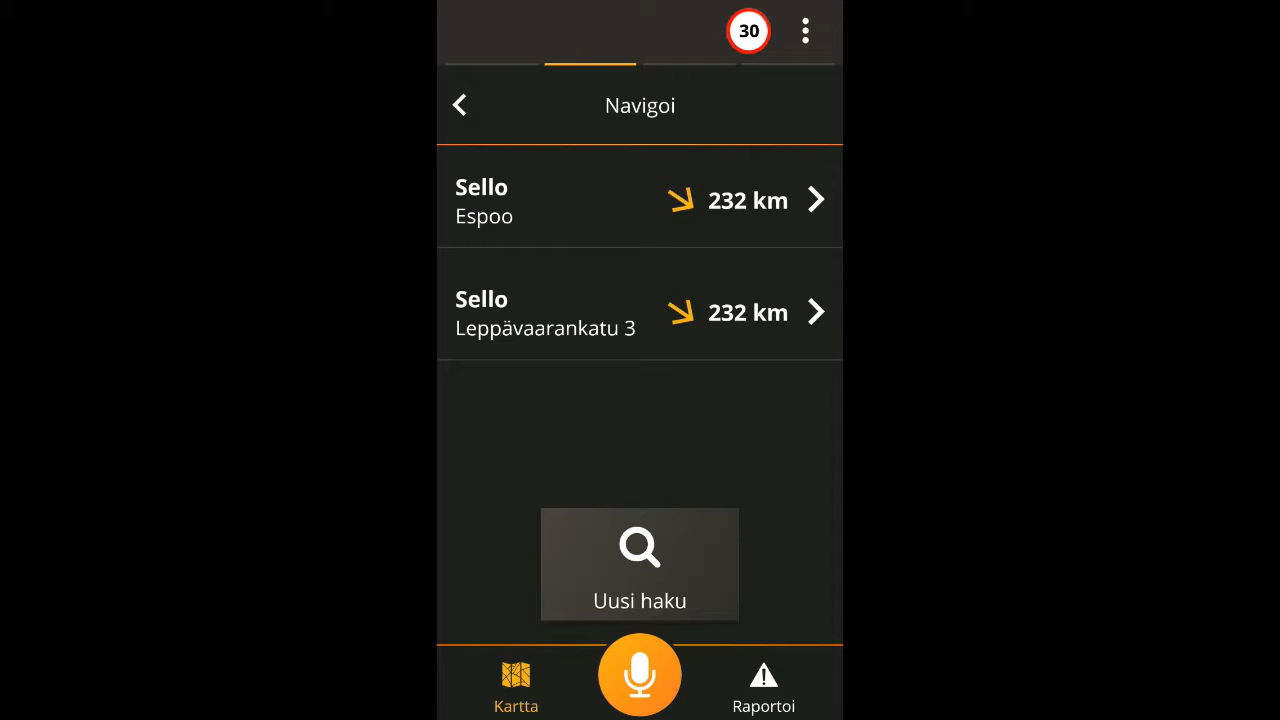 30
Navigoi
Sello
Espoo
232 km
Sello
Leppävaarankatu 3
232 km
Uusi haku
Kartta
Raportoi